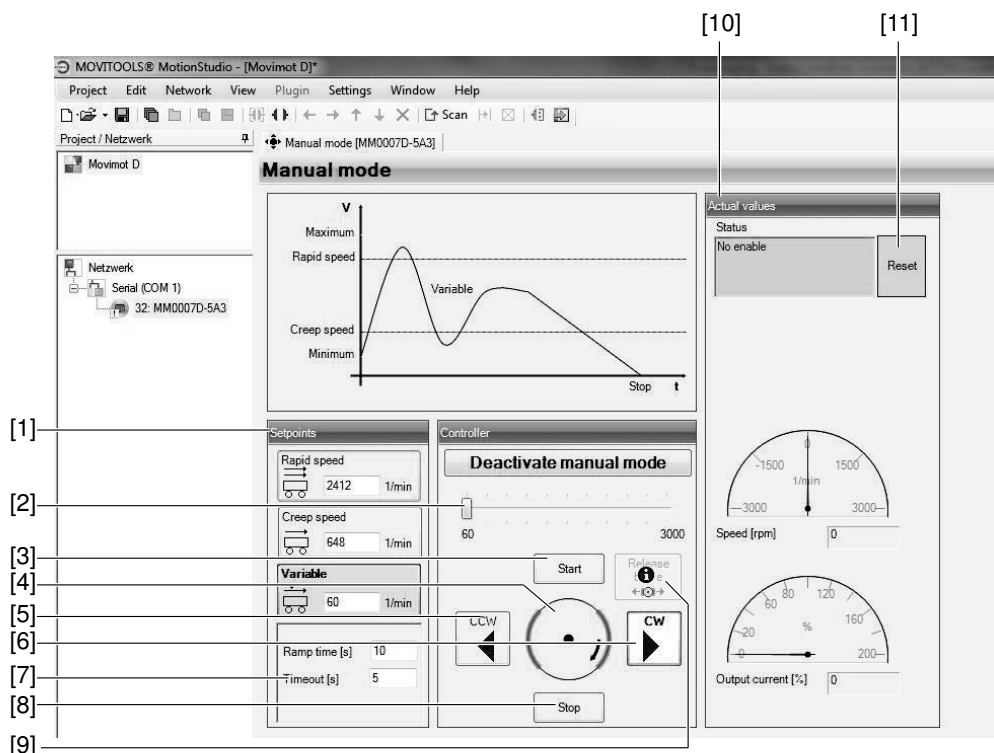 [10]
[11]
MOVITOOLS® MotionStudio - [Movimot D]*
Project Edit Network View Plugin Settings Window Help
Scan
Project / Netzwerk
Manual mode [MM0007D-5A3]
Movimot D
Manual mode
Netzwerk
Serial (COM 1)
32: MM0007D-5A3
V
Maximum
Rapid speed
Variable
Creep speed
Minimum
Stop
t
Actual values
Status
No enable
Reset
[1]
Setpoints
Rapid speed
2412 1/min
Creep speed
648 1/min
Variable
60 1/min
Ramp time [s] 10
Timeout [s] 5
Controller
Deactivate manual mode
[2]
60
3000
[3]
Start
Release
[4]
[5]
CCW
[6]
CW
[7]
[8]
Stop
[9]
0
-1500
1500
1/min
-3000
3000
Speed [rpm] 0
80
120
60
160
%
20
0
200
Output current [%] 0